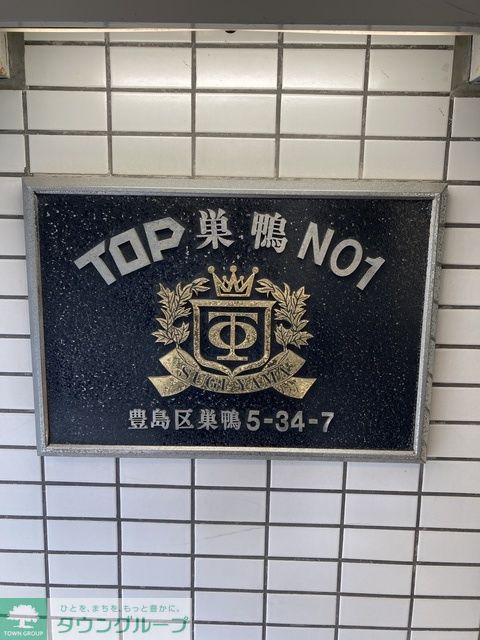 TOP 巣鴨 NO1
SUGIYAMA
豊島区巣鴨5-34-7
TOWN GROUP
ひとを、まちを、もっと豊かに。
タウングループ